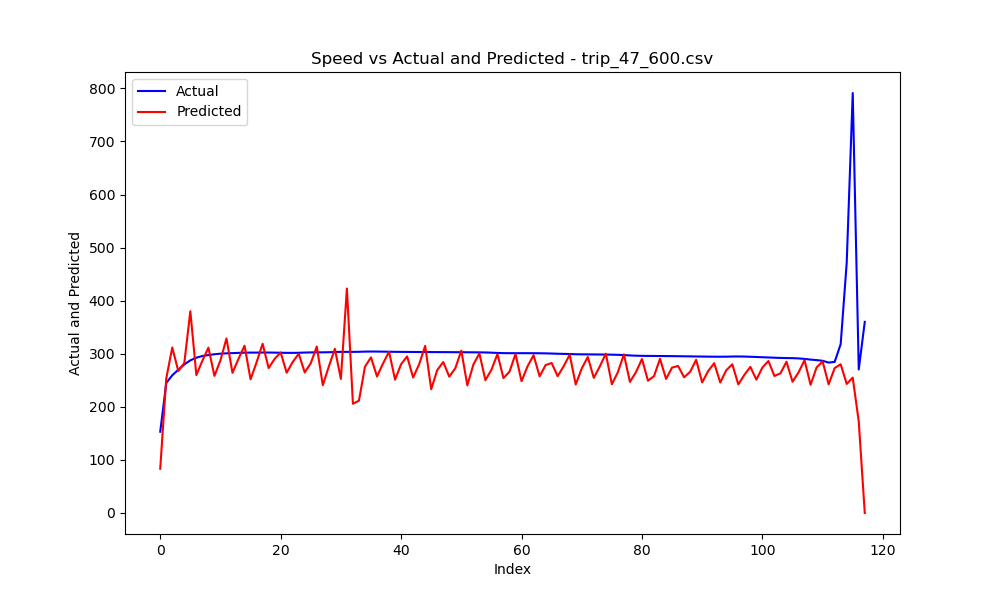 Speed vs Actual and Predicted - trip_47_600.csv
Actual
Predicted
Actual and Predicted
800
700
600
500
400
300
200
100
0
0 20 40 60 80 100 120
Index